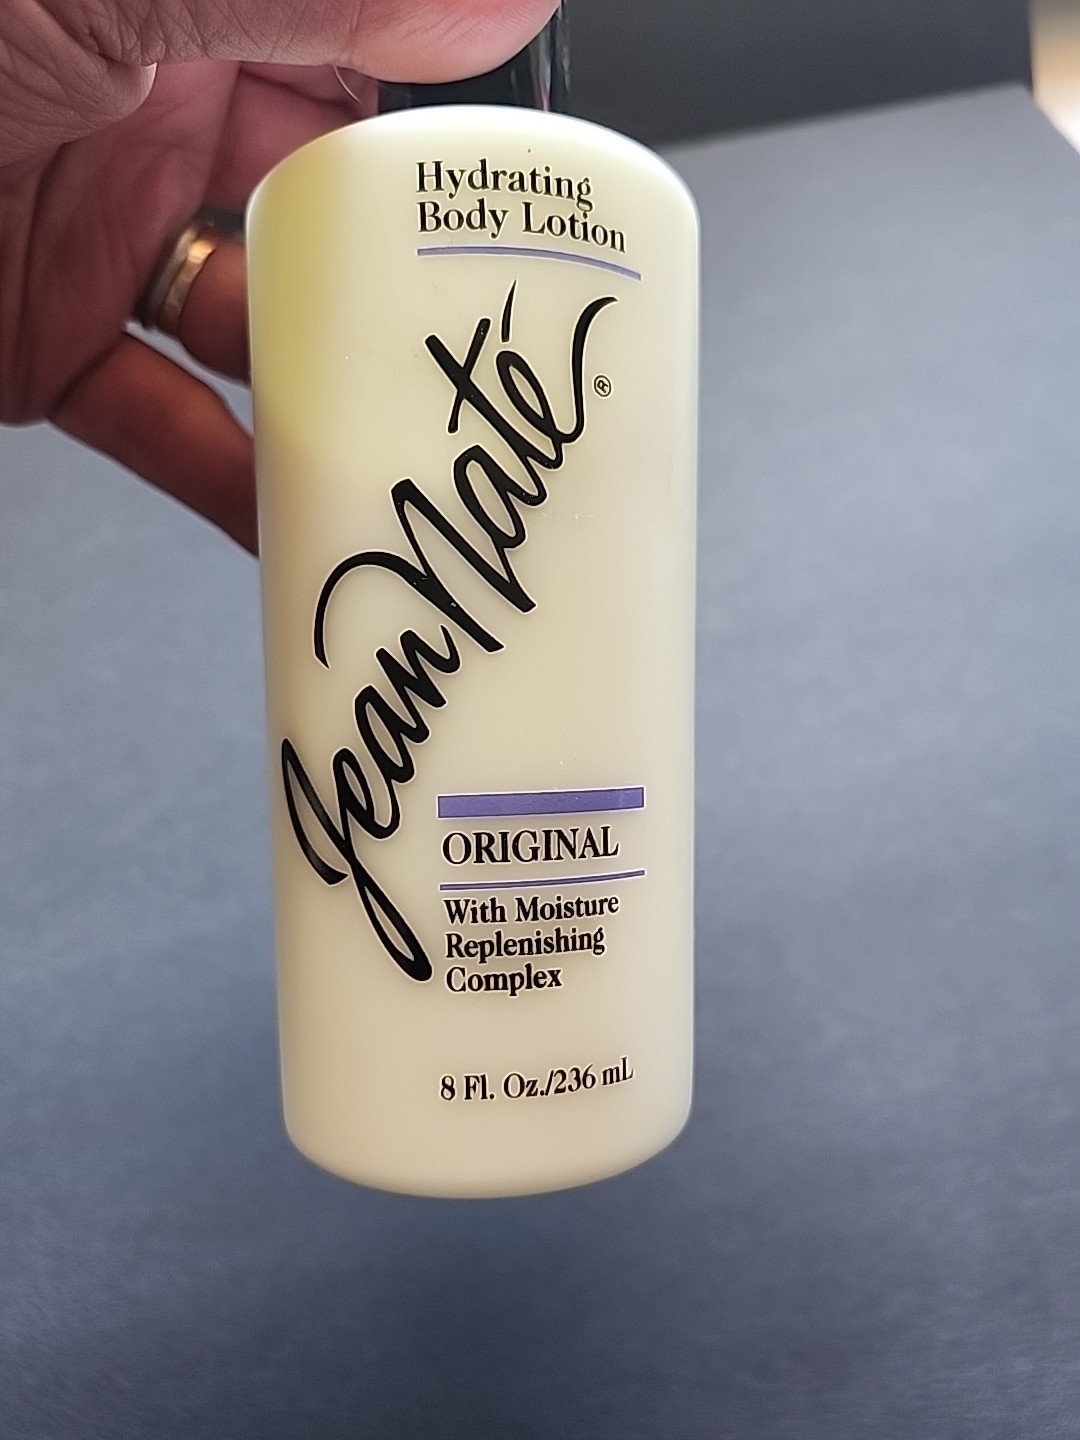 Hydrating
Body Lotion
Jean Naté®
ORIGINAL
With Moisture
Replenishing
Complex
8 Fl. Oz./236 mL